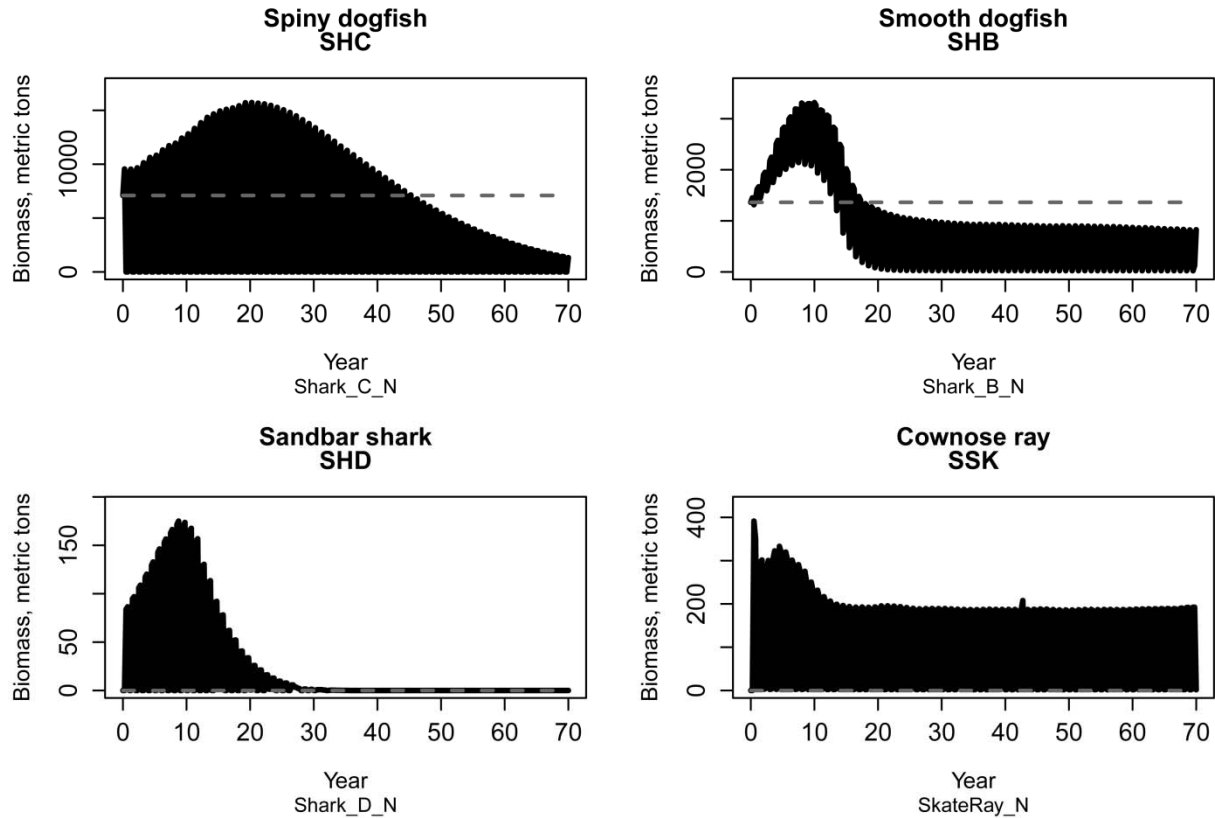 Spiny dogfish
SHC
Biomass, metric tons
10000
0
0 10 20 30 40 50 60 70
Year
Shark_C_N
Smooth dogfish
SHB
Biomass, metric tons
2000
0
0 10 20 30 40 50 60 70
Year
Shark_B_N
Sandbar shark
SHD
Biomass, metric tons
150
50
0
0 10 20 30 40 50 60 70
Year
Shark_D_N
Cownose ray
SSK
Biomass, metric tons
400
200
0
0 10 20 30 40 50 60 70
Year
SkateRay_N